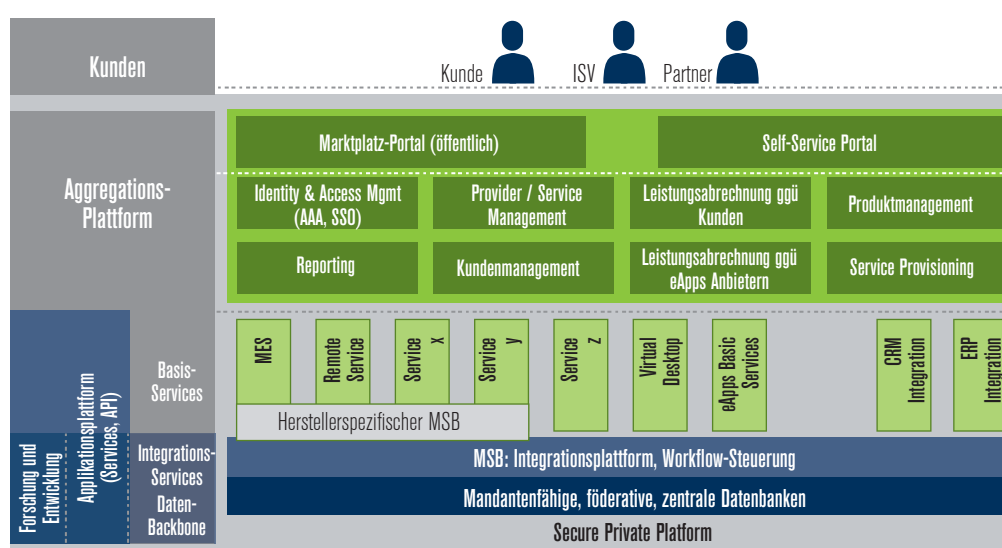 Kunden
Kunde
ISV
Partner
Aggregations-
Plattform
Marktplatz-Portal (öffentlich)
Self-Service Portal
Identity & Access Mgmt
(AAA, SSO)
Provider / Service
Management
Leistungsabrechnung ggü
Kunden
Produktmanagement
Reporting
Kundenmanagement
Leistungsabrechnung ggü
eApps Anbietern
Service Provisioning
Basis-
Services
MES
Remote
Service
Service
x
Service
y
Service
z
Virtual
Desktop
eApps Basic
Services
CRM
Integration
ERP
Integration
Herstellerspezifischer MSB
Forschung und
Entwicklung
Applikationsplattform
(Services, API)
Integrations-
Services
Daten-
Backbone
MSB: Integrationsplattform, Workflow-Steuerung
Mandantenfähige, föderative, zentrale Datenbanken
Secure Private Platform